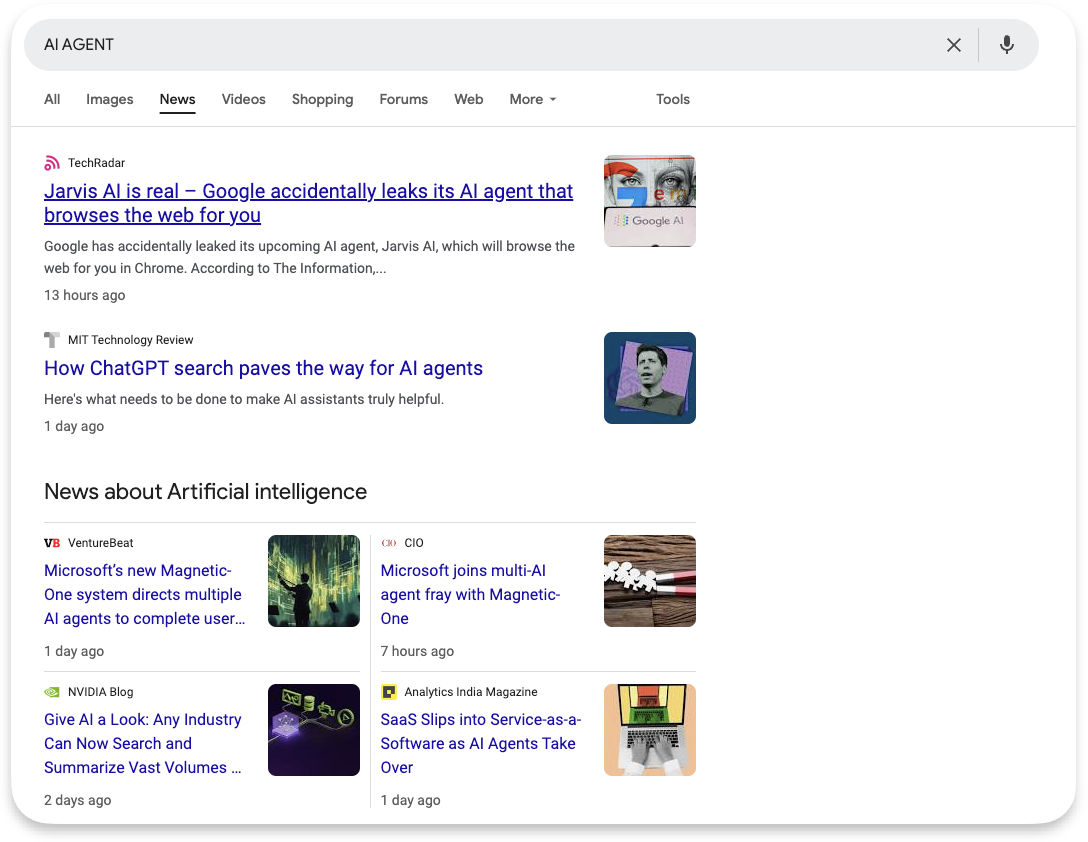 AI AGENT
All Images News Videos Shopping Forums Web More Tools
TechRadar
Jarvis AI is real – Google accidentally leaks its AI agent that
browses the web for you
Google has accidentally leaked its upcoming AI agent, Jarvis AI, which will browse the
web for you in Chrome. According to The Information,...
13 hours ago
Google AI
MIT Technology Review
How ChatGPT search paves the way for AI agents
Here's what needs to be done to make AI assistants truly helpful.
1 day ago
News about Artificial intelligence
VB VentureBeat
Microsoft’s new Magnetic-
One system directs multiple
AI agents to complete user...
1 day ago
CIO CIO
Microsoft joins multi-AI
agent fray with Magnetic-
One
7 hours ago
NVIDIA Blog
Give AI a Look: Any Industry
Can Now Search and
Summarize Vast Volumes ...
2 days ago
Analytics India Magazine
SaaS Slips into Service-as-a-
Software as AI Agents Take
Over
1 day ago